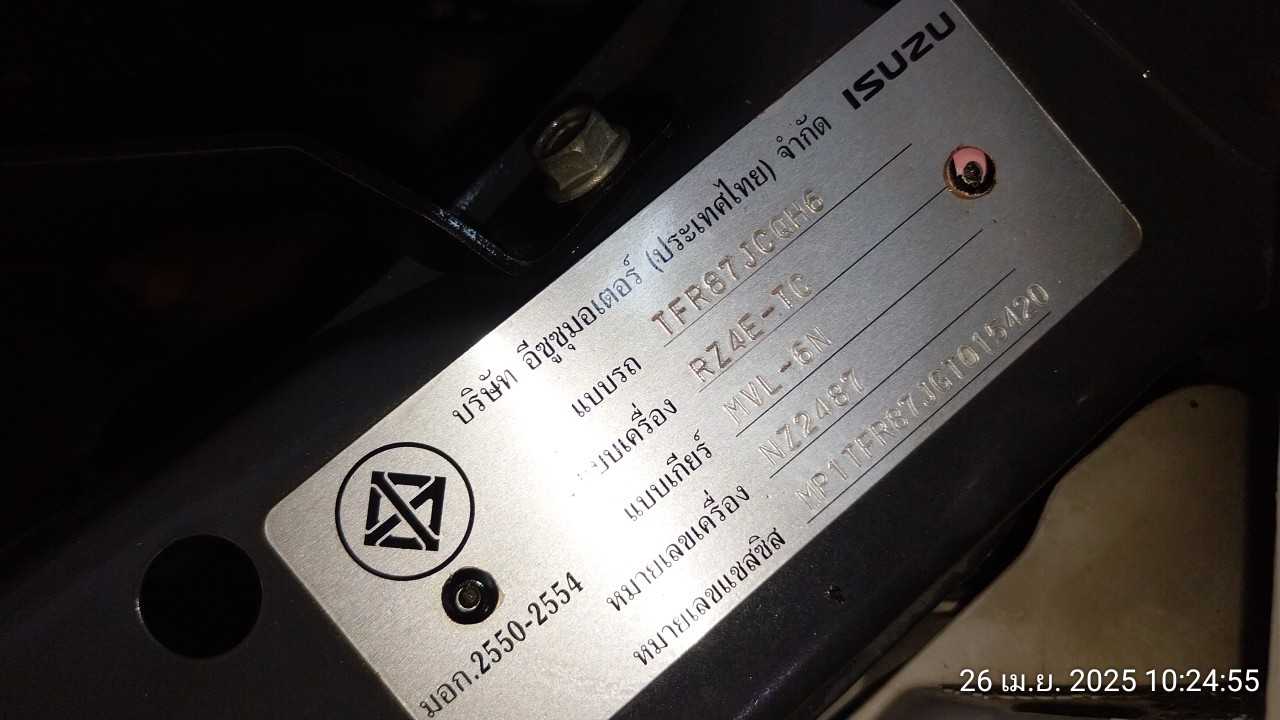 ISUZU
บริษัท อีซูซุมอเตอร์ (ประเทศไทย) จำกัด
แบบรถ TFR87JCQH6
แบบเครื่อง RZ4E-TC
แบบเกียร์ MVL-6N
หมายเลขเครื่อง NZ2487
หมายเลขแชสซิส MP1TFR87JGT015420
มอก.2550-2554
26 เม.ย. 2025 10:24:55